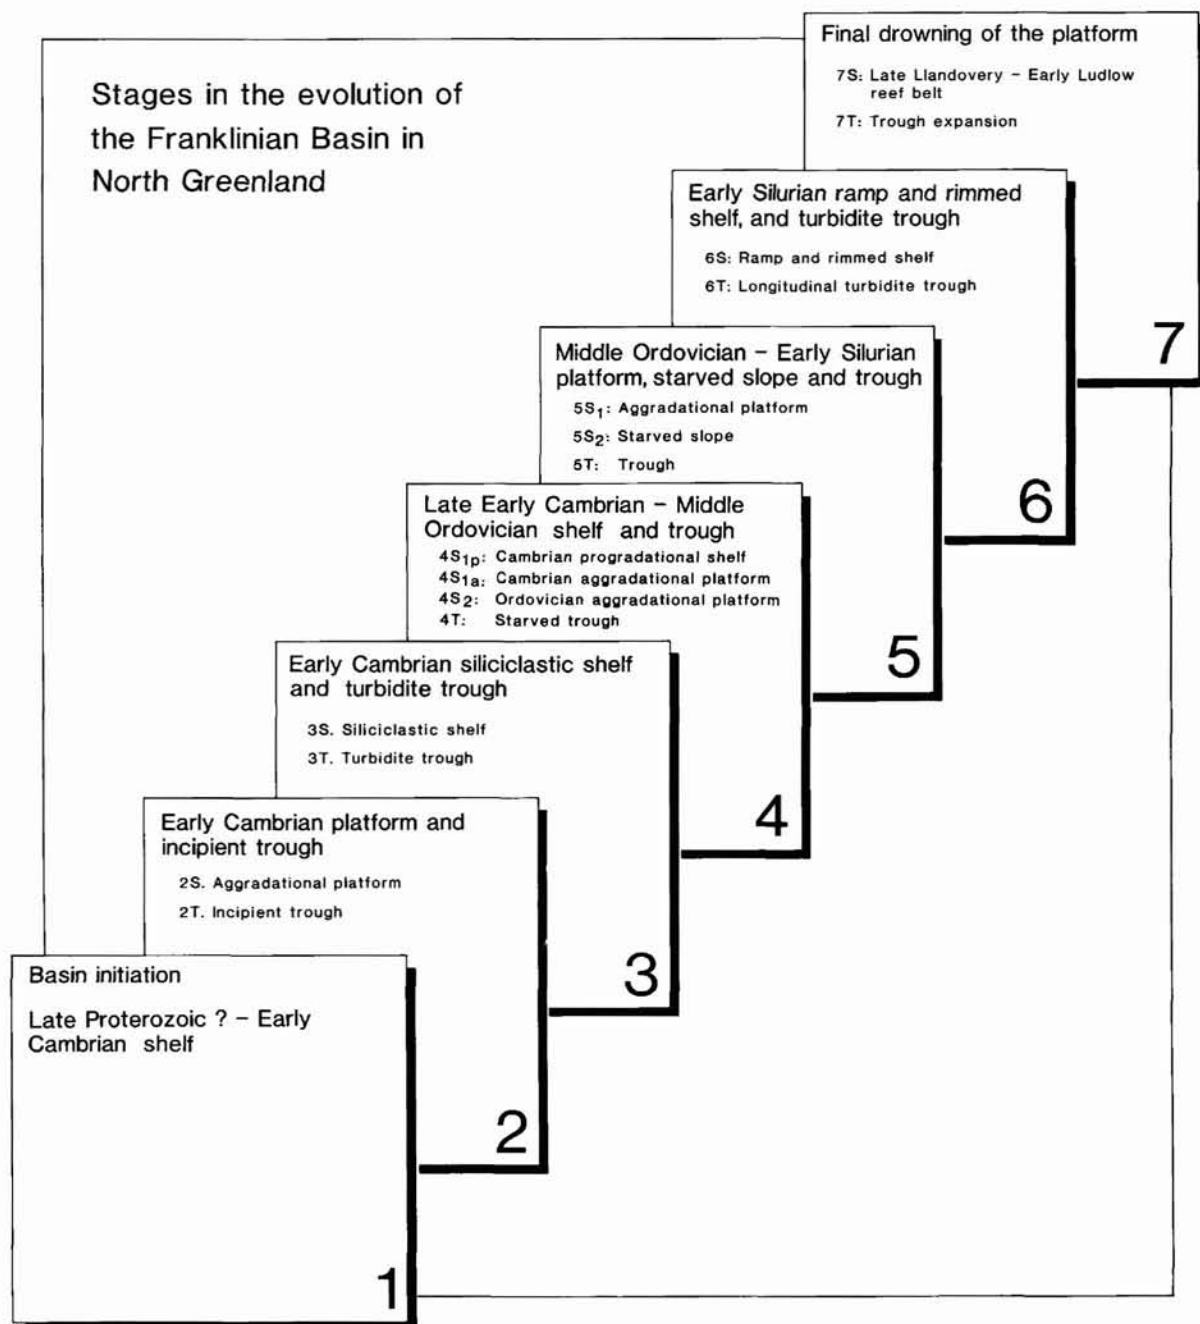 Stages in the evolution of
the Franklinian Basin in
North Greenland
Final drowning of the platform
7S: Late Llandovery – Early Ludlow
reef belt
7T: Trough expansion
7
Early Silurian ramp and rimmed
shelf, and turbidite trough
6S: Ramp and rimmed shelf
6T: Longitudinal turbidite trough
6
Middle Ordovician – Early Silurian
platform, starved slope and trough
5S₁: Aggradational platform
5S₂: Starved slope
5T: Trough
5
Late Early Cambrian – Middle
Ordovician shelf and trough
4S₁ₚ: Cambrian progradational shelf
4S₁ₐ: Cambrian aggradational platform
4S₂: Ordovician aggradational platform
4T: Starved trough
4
Early Cambrian siliciclastic shelf
and turbidite trough
3S. Siliciclastic shelf
3T. Turbidite trough
3
Early Cambrian platform and
incipient trough
2S. Aggradational platform
2T. Incipient trough
2
Basin initiation
Late Proterozoic ? – Early
Cambrian shelf
1